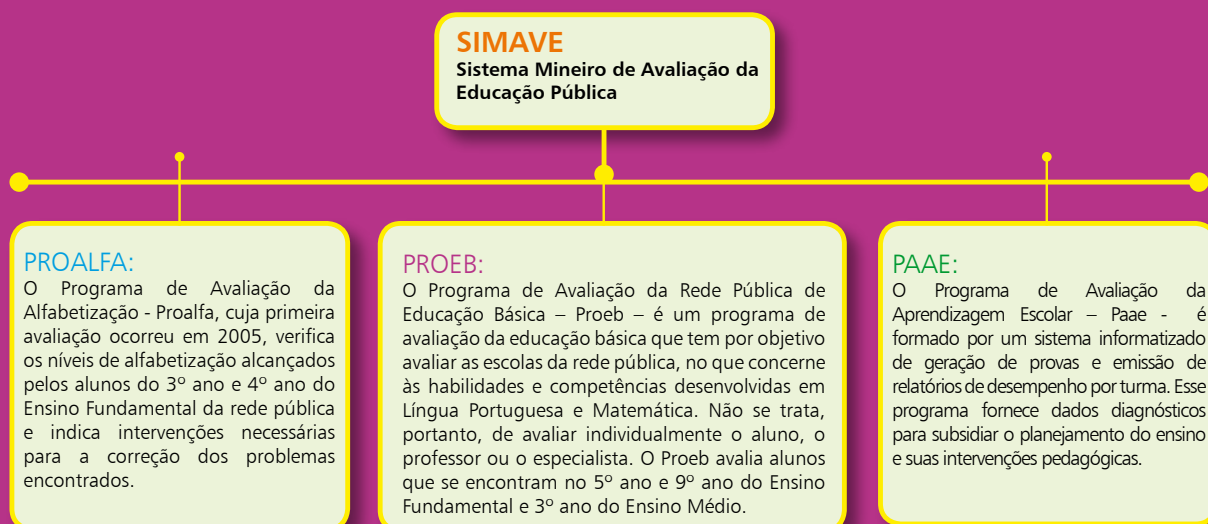 SIMAVE
Sistema Mineiro de Avaliação da
Educação Pública
PROALFA:
O Programa de Avaliação da
Alfabetização - Proalfa, cuja primeira
avaliação ocorreu em 2005, verifica
os níveis de alfabetização alcançados
pelos alunos do 3º ano e 4º ano do
Ensino Fundamental da rede pública
e indica intervenções necessárias
para a correção dos problemas
encontrados.
PROEB:
O Programa de Avaliação da Rede Pública de
Educação Básica – Proeb – é um programa de
avaliação da educação básica que tem por objetivo
avaliar as escolas da rede pública, no que concerne
às habilidades e competências desenvolvidas em
Língua Portuguesa e Matemática. Não se trata,
portanto, de avaliar individualmente o aluno, o
professor ou o especialista. O Proeb avalia alunos
que se encontram no 5º ano e 9º ano do Ensino
Fundamental e 3º ano do Ensino Médio.
PAAE:
O Programa de Avaliação da
Aprendizagem Escolar – Paae - é
formado por um sistema informatizado
de geração de provas e emissão de
relatórios de desempenho por turma. Esse
programa fornece dados diagnósticos
para subsidiar o planejamento do ensino
e suas intervenções pedagógicas.